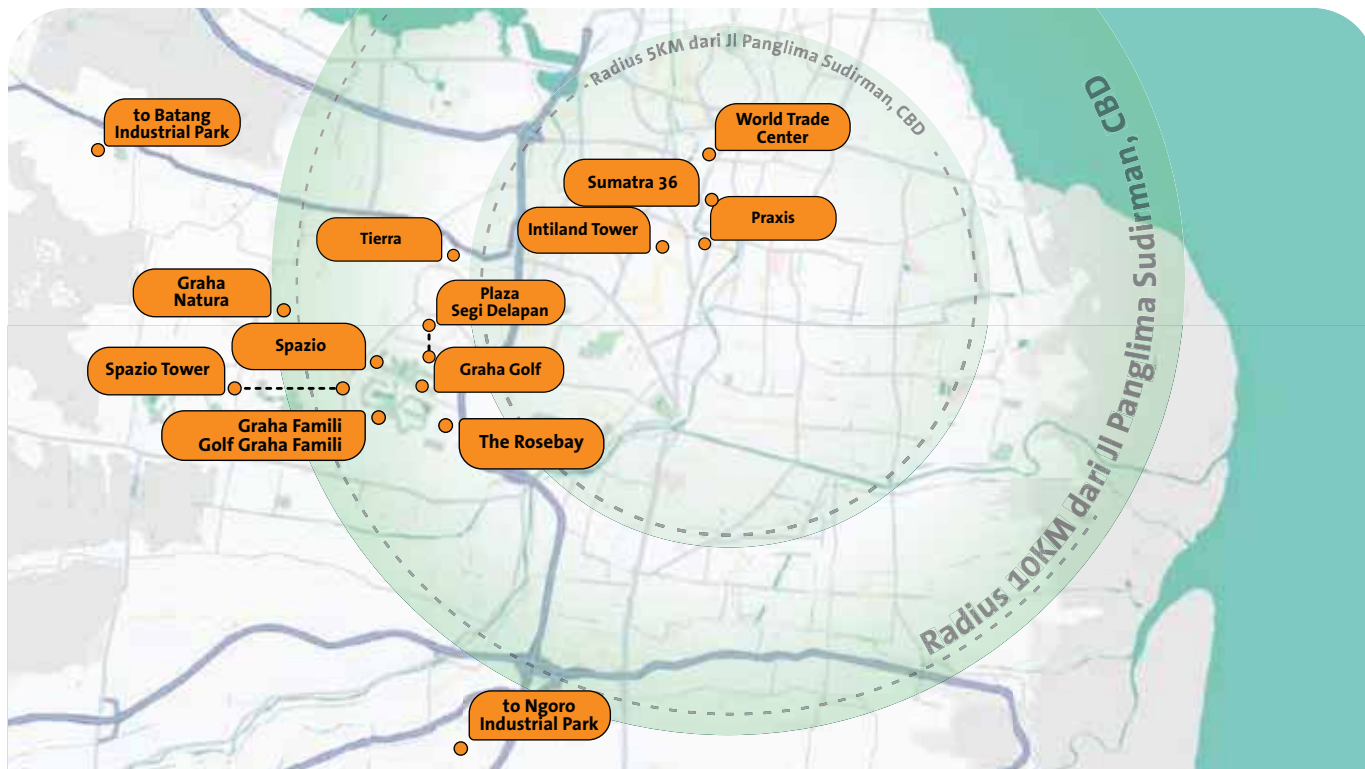 Radius 5KM dari Jl Panglima Sudirman, CBD
Radius 10KM dari Jl Panglima Sudirman, CBD
to Batang
Industrial Park
World Trade
Center
Sumatra 36
Praxis
Intiland Tower
Tierra
Graha
Natura
Plaza
Segi Delapan
Spazio
Spazio Tower
Graha Golf
Graha Famili
Golf Graha Famili
The Rosebay
to Ngoro
Industrial Park